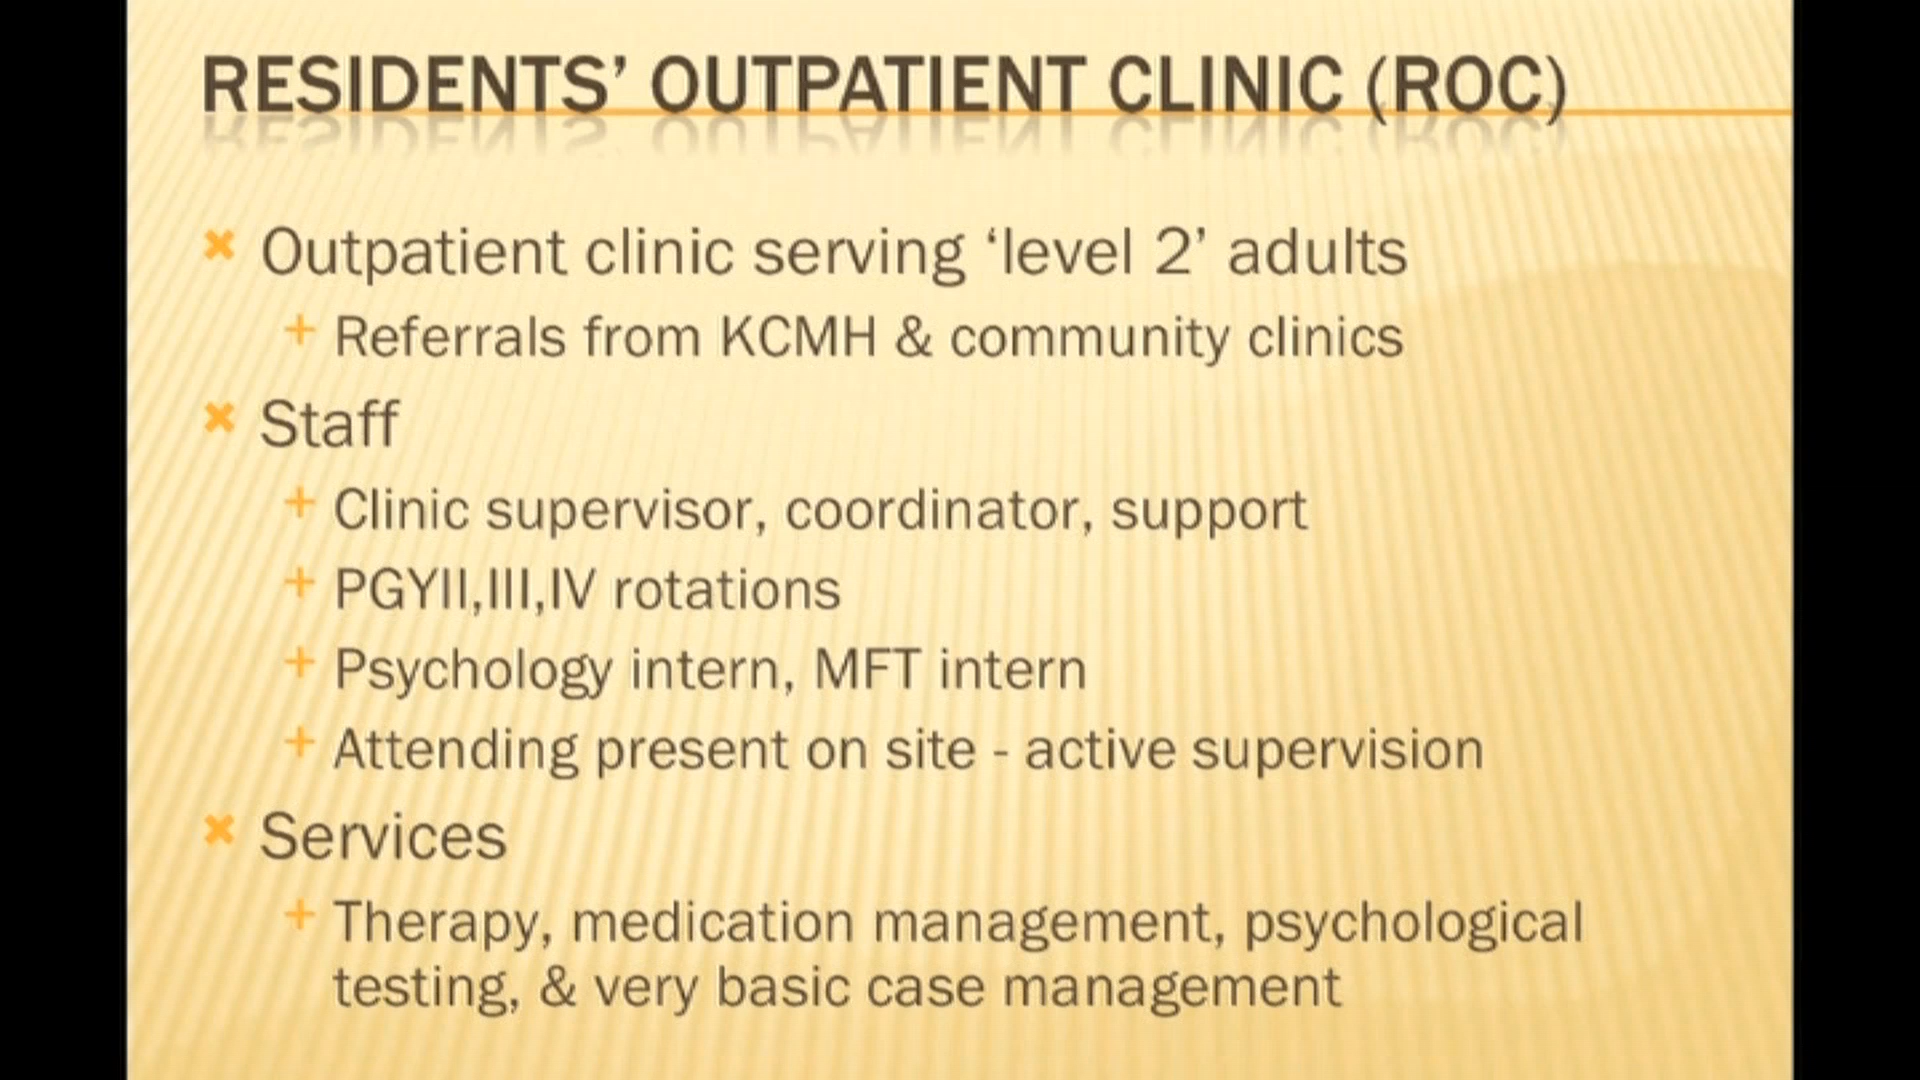 RESIDENTS’ OUTPATIENT CLINIC (ROC)
Outpatient clinic serving ‘level 2’ adults
Referrals from KCMH & community clinics
Staff
Clinic supervisor, coordinator, support
PGYII,III,IV rotations
Psychology intern, MFT intern
Attending present on site - active supervision
Services
Therapy, medication management, psychological
testing, & very basic case management